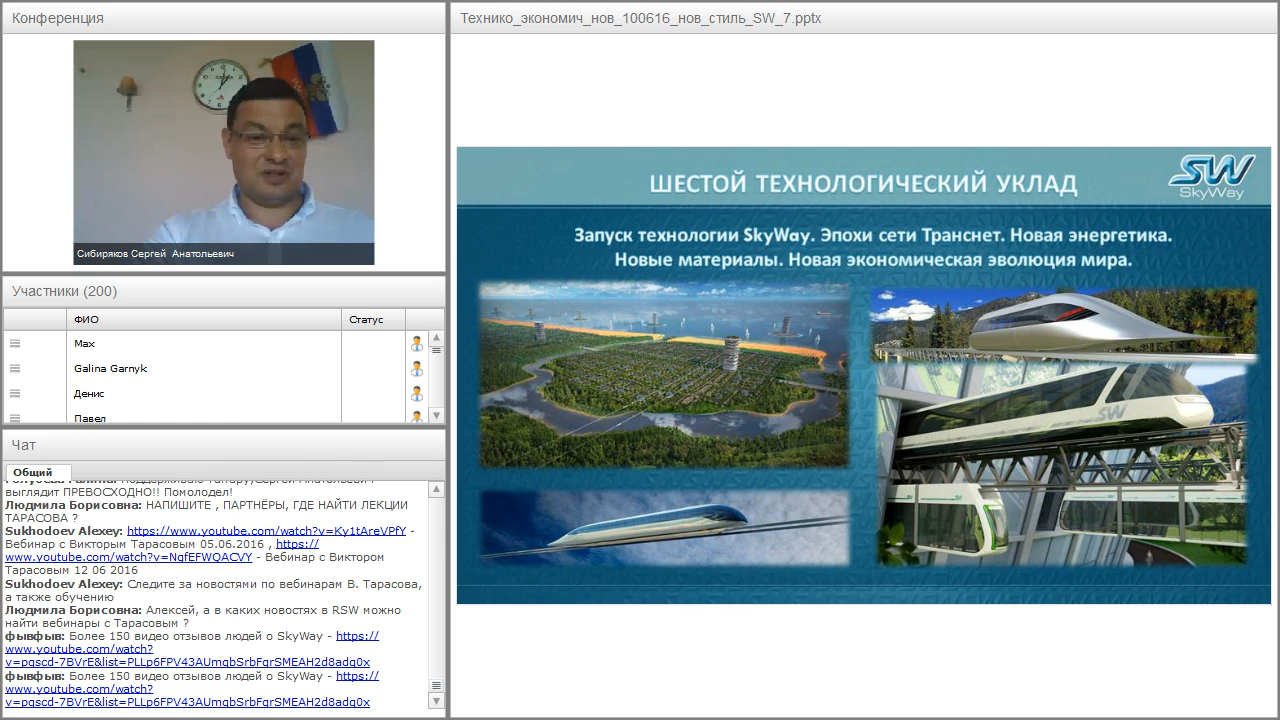 Конференция
Сибиряков Сергей Анатольевич
Участники (200)
ФИО
Статус
Max
Galina Garnyk
Денис
Павел
Чат
Общий
выглядит ПРЕВОСХОДНО!! Помолодел!
Людмила Борисовна: НАПИШИТЕ , ПАРТНЁРЫ, ГДЕ НАЙТИ ЛЕКЦИИ
ТАРАСОВА ?
Sukhodoev Alexey: https://www.youtube.com/watch?v=Ky1tAreVPfY -
Вебинар с Викторым Тарасовым 05.06.2016 , https://
www.youtube.com/watch?v=NqfEFWQACVY - Вебинар с Виктором
Тарасовым 12 06 2016
Sukhodoev Alexey: Следите за новостями по вебинарам В. Тарасова,
а также обучению
Людмила Борисовна: Алексей, а в каких новостях в RSW можно
найти вебинары с Тарасовым ?
фывфыв: Более 150 видео отзывов людей о SkyWay - https://
www.youtube.com/watch?
v=pqscd-7BVrE&list=PLLp6FPV43AUmqbSrbFqrSMEAH2d8adq0x
фывфыв: Более 150 видео отзывов людей о SkyWay - https://
www.youtube.com/watch?
v=pqscd-7BVrE&list=PLLp6FPV43AUmqbSrbFqrSMEAH2d8adq0x
Технико_экономич_нов_100616_нов_стиль_SW_7.pptx
ШЕСТОЙ ТЕХНОЛОГИЧЕСКИЙ УКЛАД
SW
SkyWay
Запуск технологии SkyWay. Эпохи сети Транснет. Новая энергетика.
Новые материалы. Новая экономическая эволюция мира.
SW